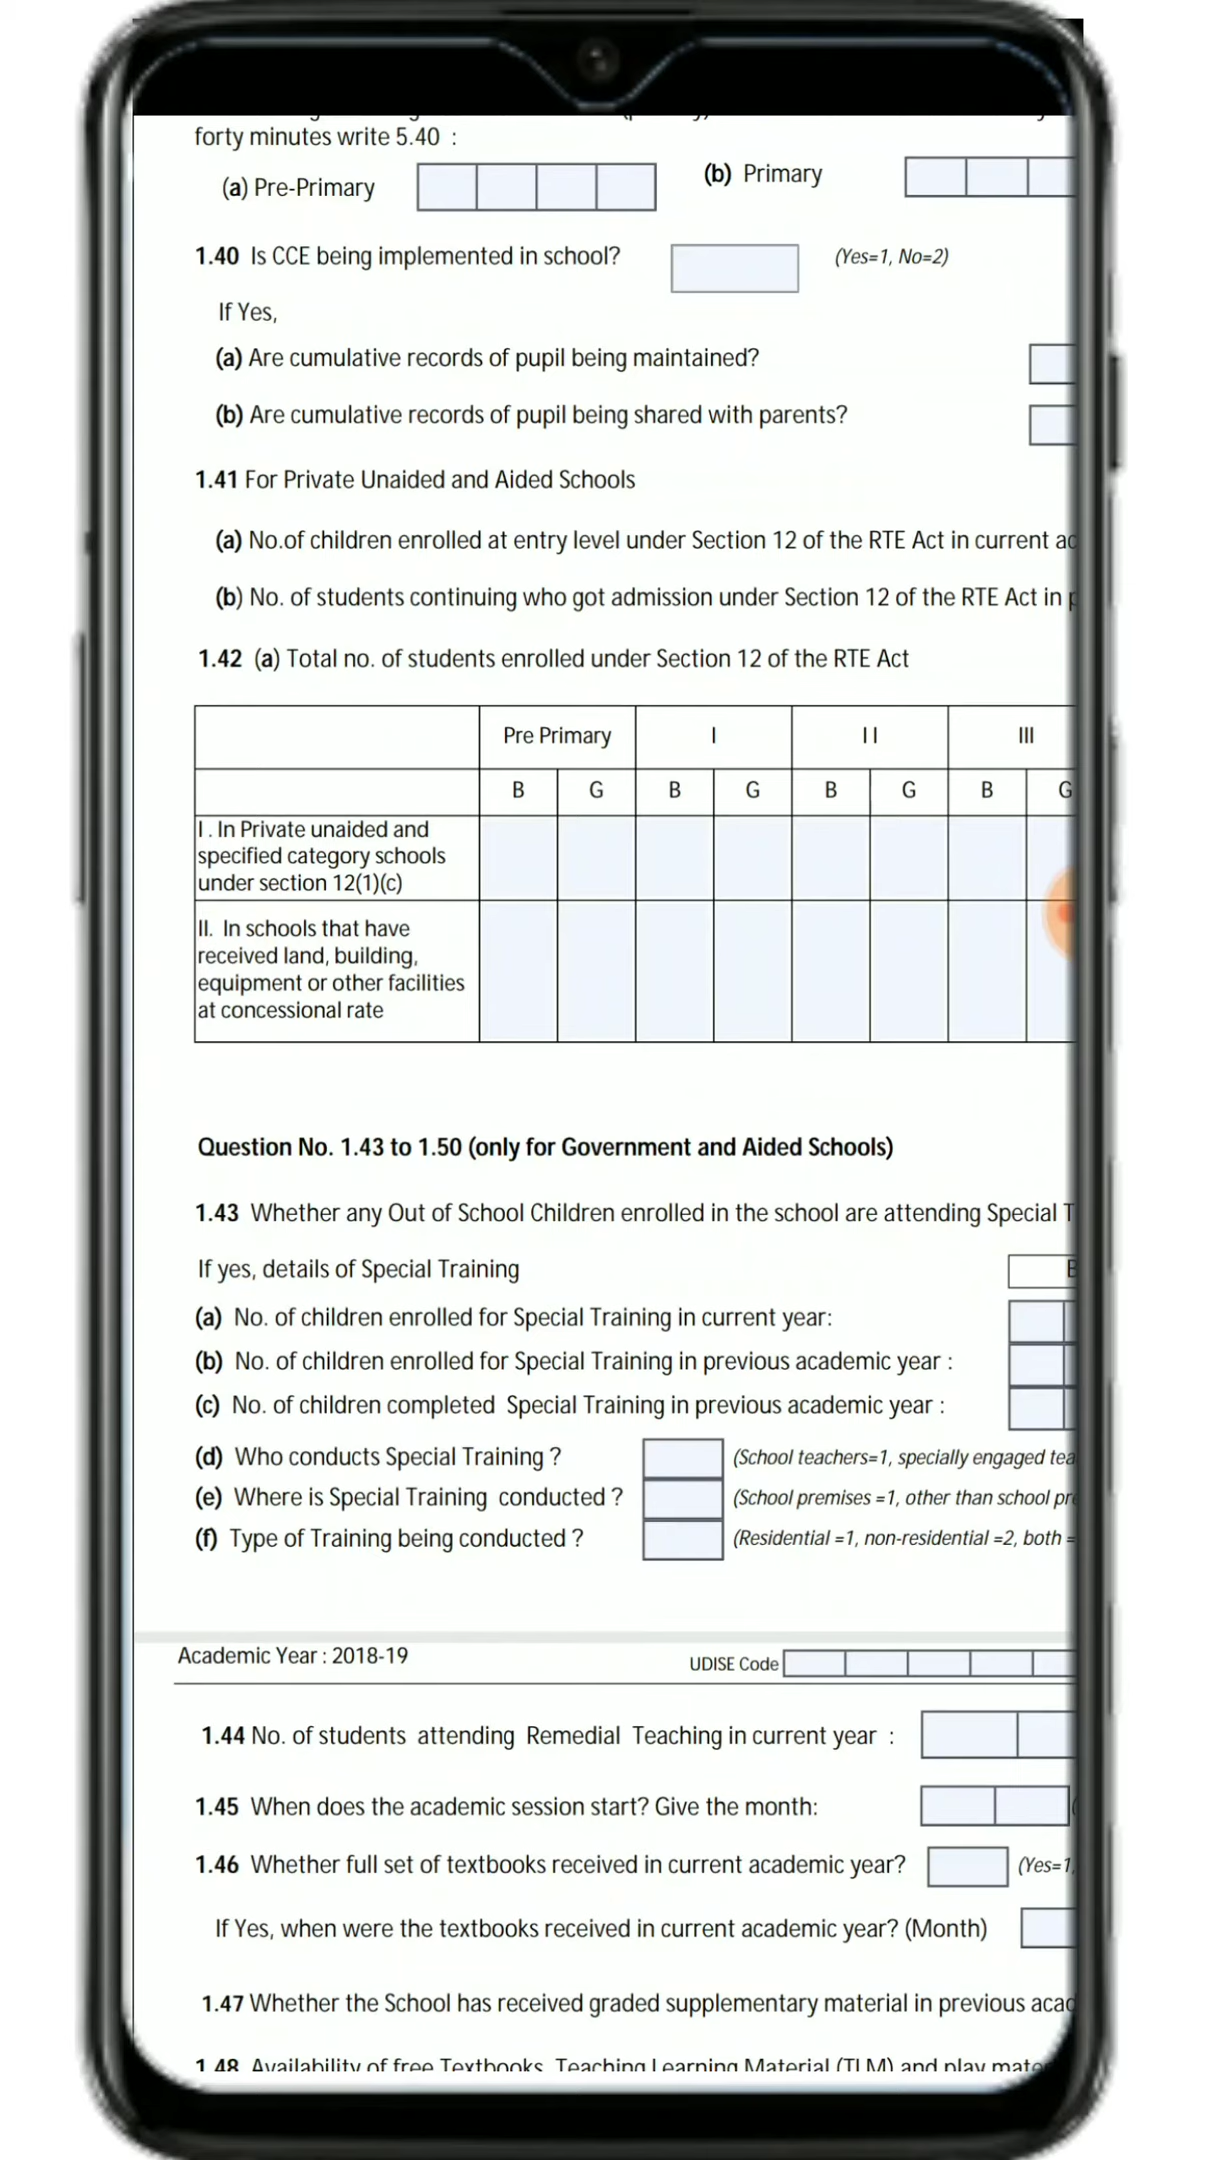 forty minutes write 5.40 :
(a) Pre-Primary (b) Primary
1.40 Is CCE being implemented in school? (Yes=1, No=2)
If Yes,
(a) Are cumulative records of pupil being maintained?
(b) Are cumulative records of pupil being shared with parents?
1.41 For Private Unaided and Aided Schools
(a) No.of children enrolled at entry level under Section 12 of the RTE Act in current
(b) No. of students continuing who got admission under Section 12 of the RTE Act in
1.42 (a) Total no. of students enrolled under Section 12 of the RTE Act
Pre Primary I II III
B G B G B G B G
I. In Private unaided and
specified category schools
under section 12(1)(c)
II. In schools that have
received land, building,
equipment or other facilities
at concessional rate
Question No. 1.43 to 1.50 (only for Government and Aided Schools)
1.43 Whether any Out of School Children enrolled in the school are attending Special
If yes, details of Special Training
(a) No. of children enrolled for Special Training in current year:
(b) No. of children enrolled for Special Training in previous academic year :
(c) No. of children completed Special Training in previous academic year :
(d) Who conducts Special Training ? (School teachers=1, specially engaged
(e) Where is Special Training conducted ? (School premises =1, other than school
(f) Type of Training being conducted ? (Residential =1, non-residential =2, both =
Academic Year : 2018-19 UDISE Code
1.44 No. of students attending Remedial Teaching in current year :
1.45 When does the academic session start? Give the month:
1.46 Whether full set of textbooks received in current academic year? (Yes=1
If Yes, when were the textbooks received in current academic year? (Month)
1.47 Whether the School has received graded supplementary material in previous
1.48 Availability of free Textbooks, Teaching Learning Material (TLM) and play